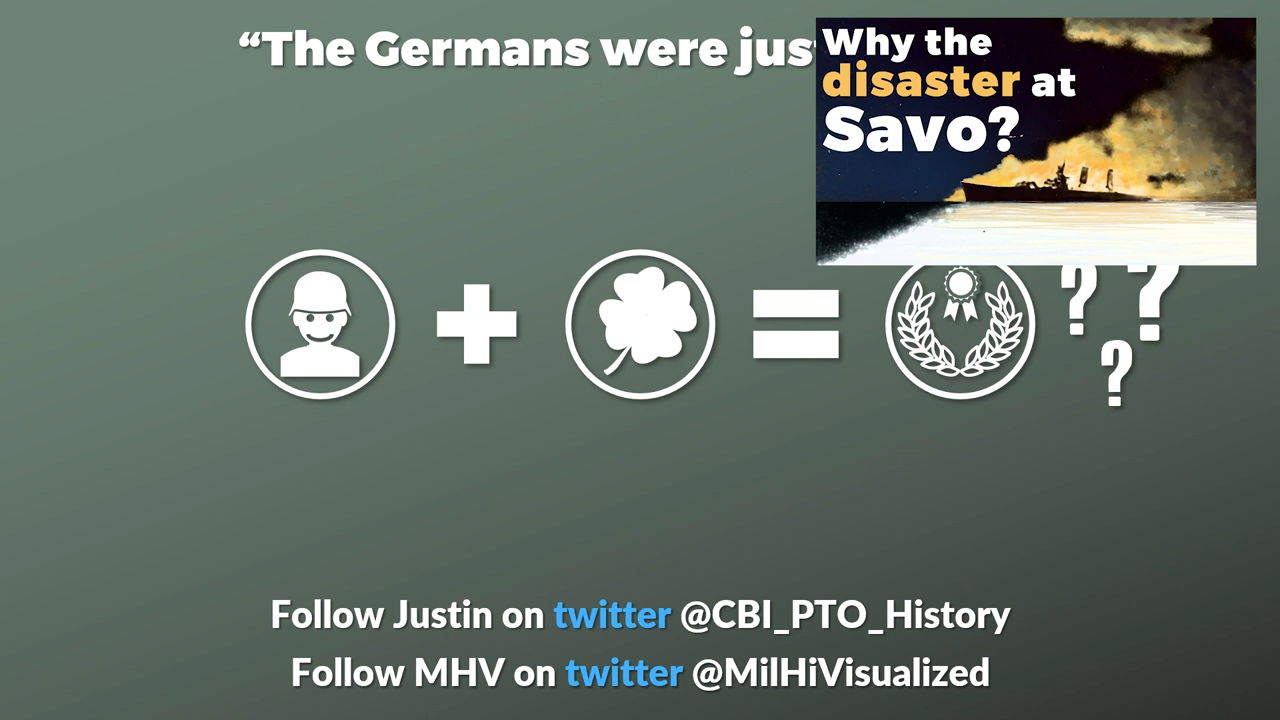 “The Germans were jus
Why the
disaster at
Savo?
? ? ?
Follow Justin on twitter @CBI_PTO_History
Follow MHV on twitter @MilHiVisualized